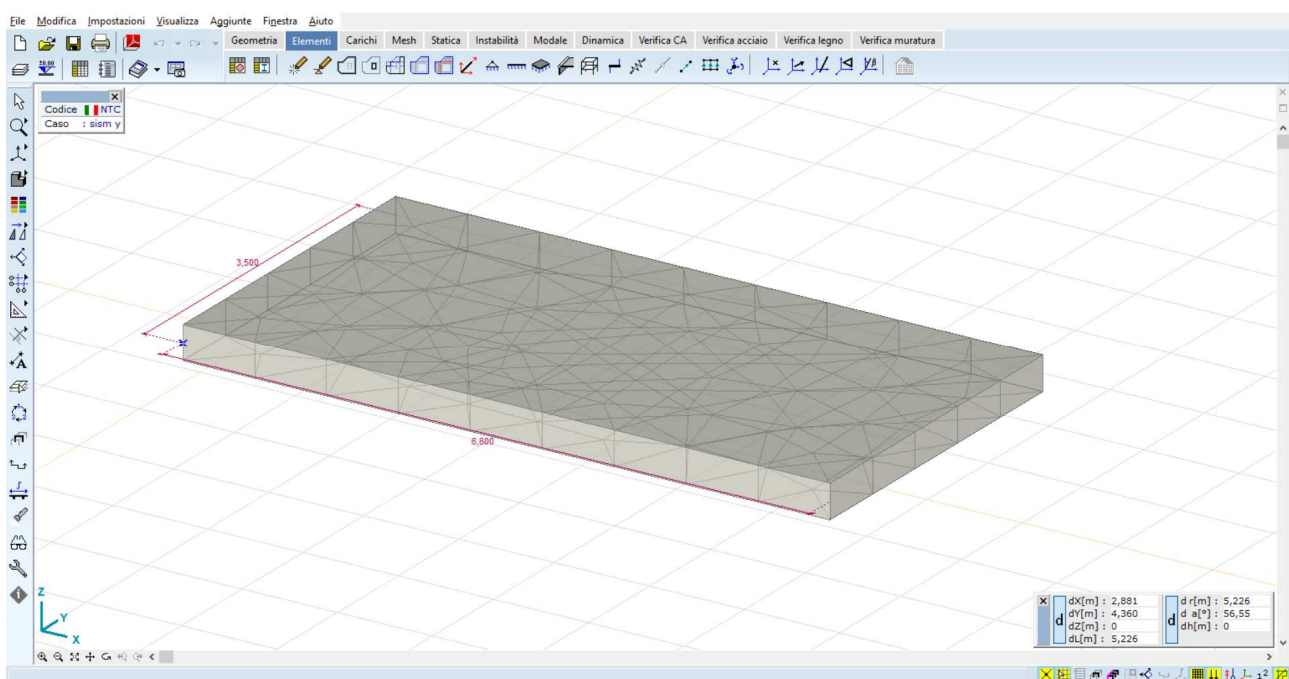 File Modifica Impostazioni Visualizza Aggiunte Finestra Aiuto
Geometria Elementi Carichi Mesh Statica Instabilità Modale Dinamica Verifica CA Verifica acciaio Verifica legno Verifica muratura
Codice NTC
Caso : sism y
3,500
6,800
Z
Y
X
dX[m] : 2,881 d r[m] : 5,226
d dY[m] : 4,360 d d a[°] : 56,55
dZ[m] : 0 dh[m] : 0
dL[m] : 5,226